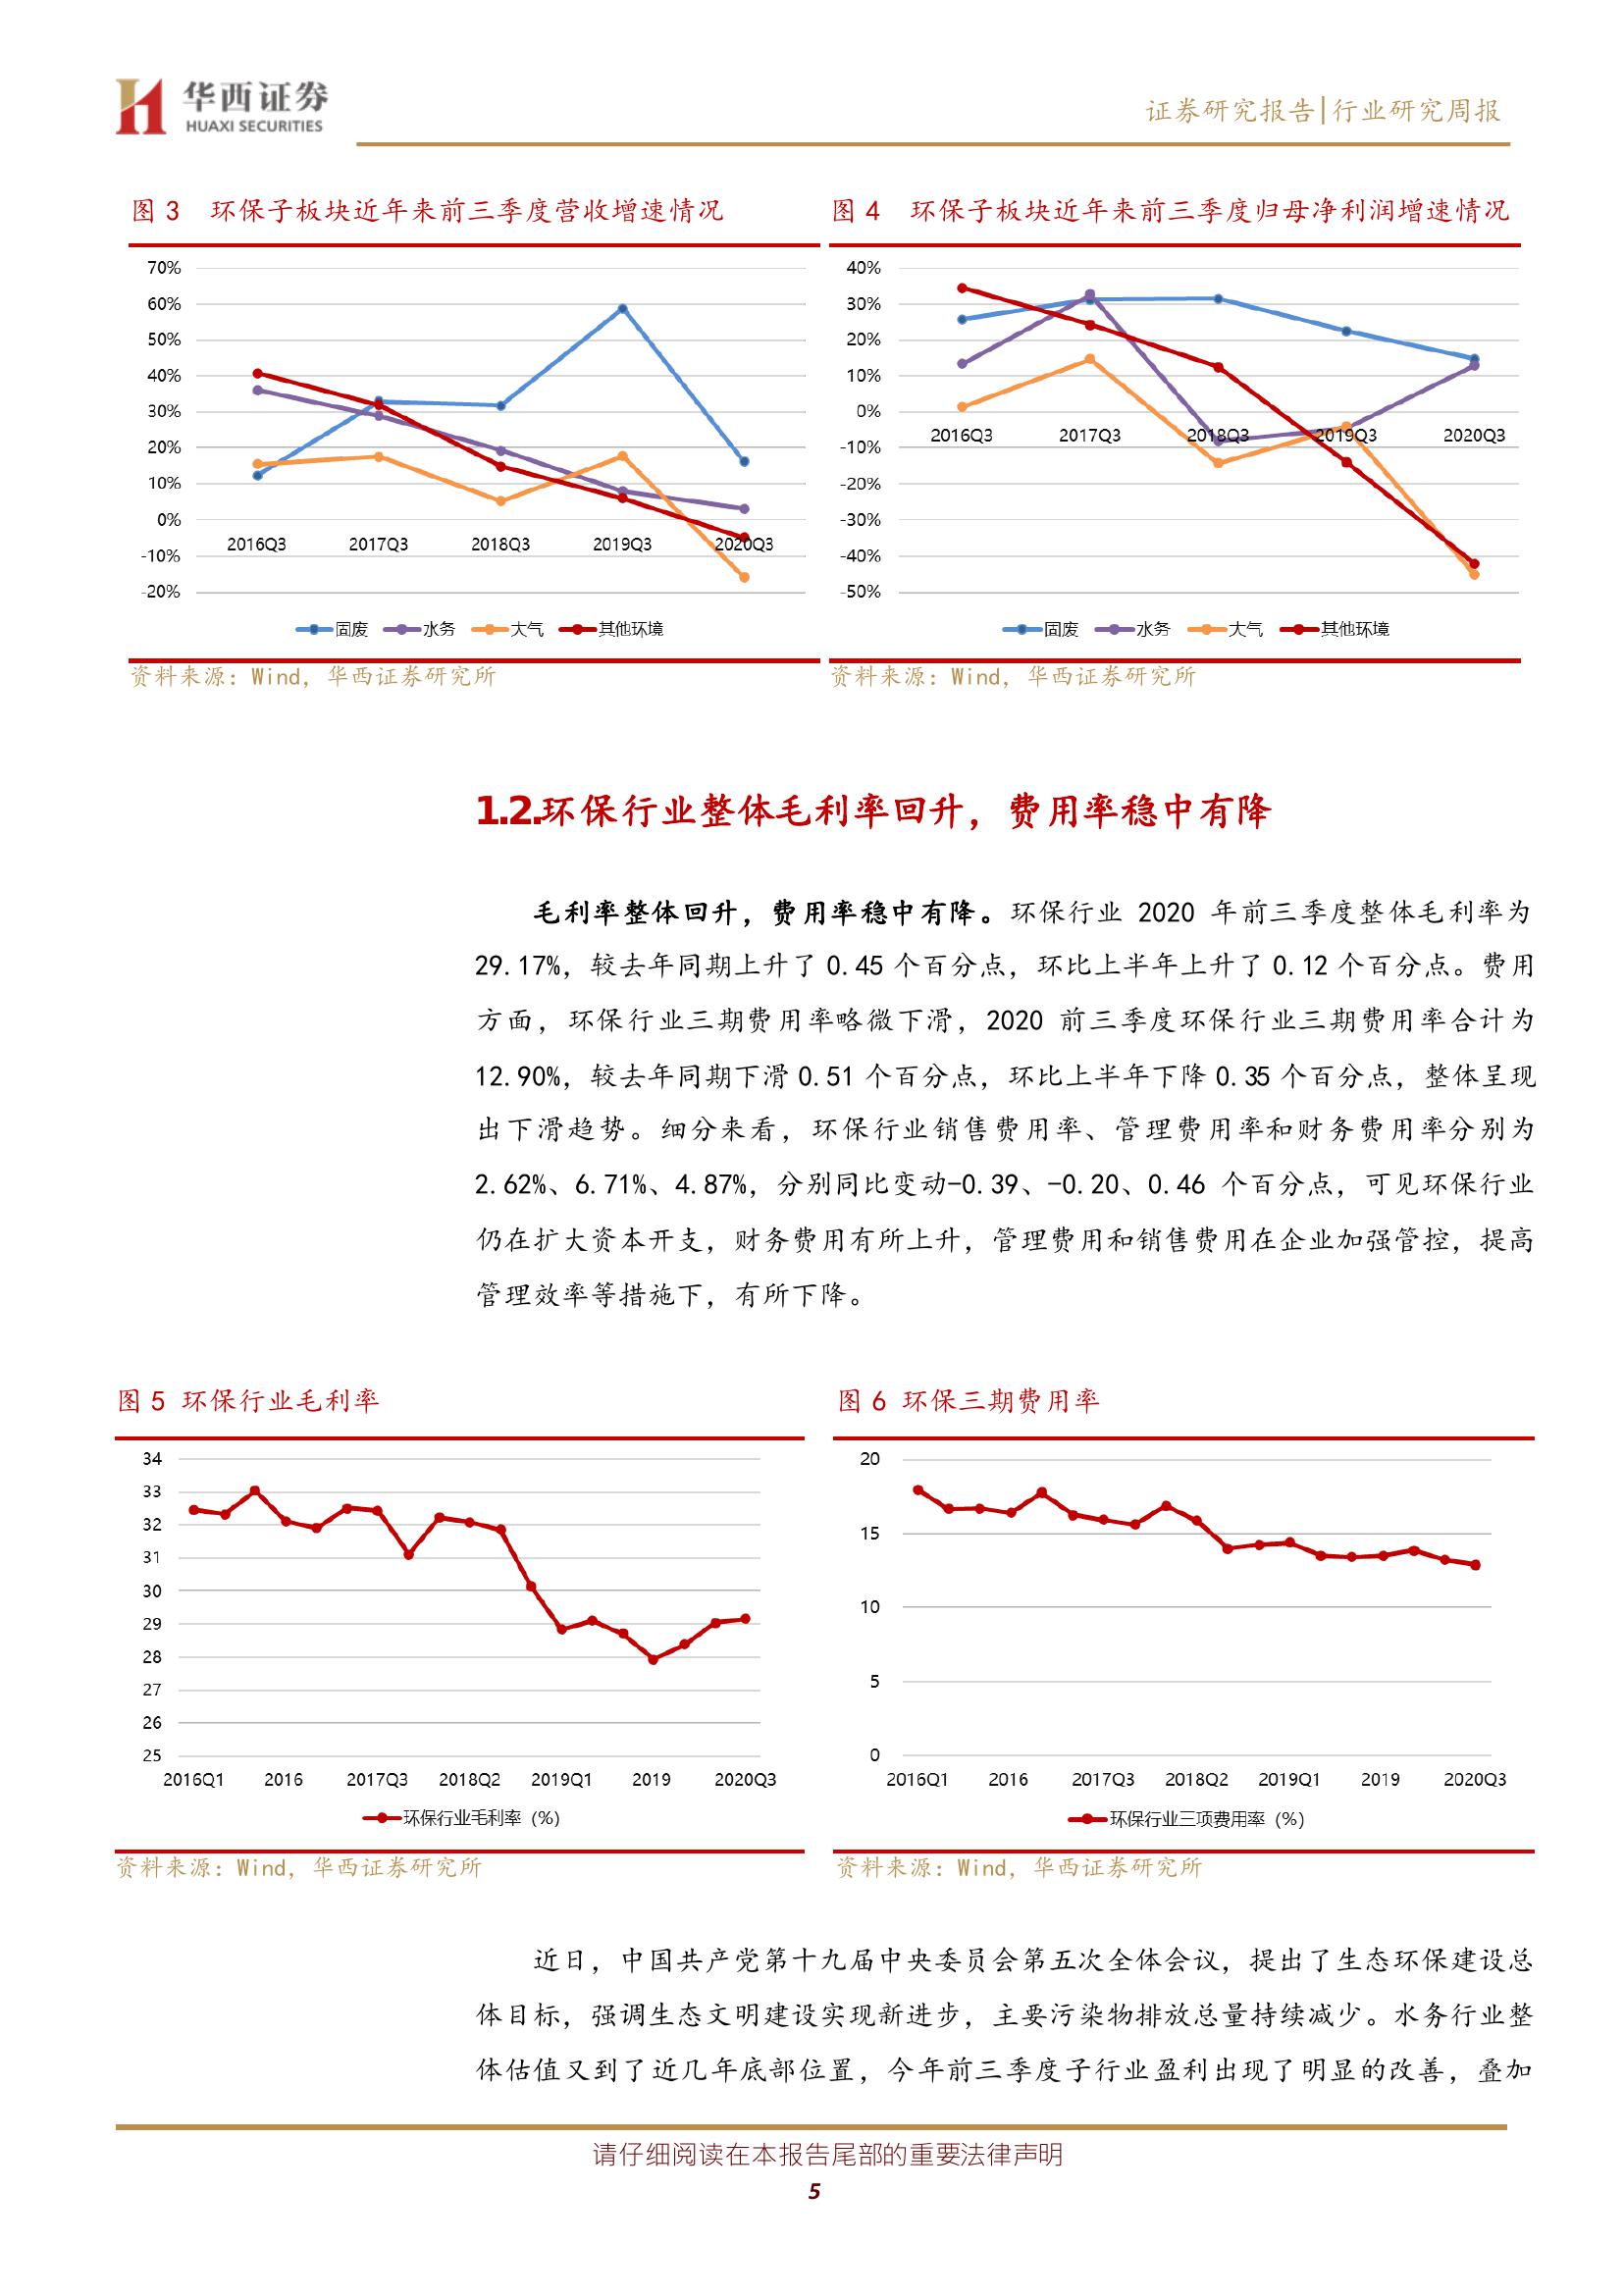 华西证券
HUAXI SECURITIES
证券研究报告|行业研究周报
图 3 环保子板块近年来前三季度营收增速情况
70%
60%
50%
40%
30%
20%
10%
0%
-10%
-20%
2016Q3 2017Q3 2018Q3 2019Q3 2020Q3
固废 水务 大气 其他环境
资料来源：Wind，华西证券研究所
图 4 环保子板块近年来前三季度归母净利润增速情况
40%
30%
20%
10%
0%
-10%
-20%
-30%
-40%
-50%
2016Q3 2017Q3 2018Q3 2019Q3 2020Q3
固废 水务 大气 其他环境
资料来源：Wind，华西证券研究所
1.2.环保行业整体毛利率回升，费用率稳中有降
毛利率整体回升，费用率稳中有降。环保行业 2020 年前三季度整体毛利率为
29.17%，较去年同期上升了 0.45 个百分点，环比上半年上升了 0.12 个百分点。费用
方面，环保行业三期费用率略微下滑，2020 前三季度环保行业三期费用率合计为
12.90%，较去年同期下滑 0.51 个百分点，环比上半年下降 0.35 个百分点，整体呈现
出下滑趋势。细分来看，环保行业销售费用率、管理费用率和财务费用率分别为
2.62%、6.71%、4.87%，分别同比变动-0.39、-0.20、0.46 个百分点，可见环保行业
仍在扩大资本开支，财务费用有所上升，管理费用和销售费用在企业加强管控，提高
管理效率等措施下，有所下降。
图 5 环保行业毛利率
34
33
32
31
30
29
28
27
26
25
2016Q1 2016 2017Q3 2018Q2 2019Q1 2019 2020Q3
环保行业毛利率（%）
资料来源：Wind，华西证券研究所
图 6 环保三期费用率
20
15
10
5
0
2016Q1 2016 2017Q3 2018Q2 2019Q1 2019 2020Q3
环保行业三项费用率（%）
资料来源：Wind，华西证券研究所
近日，中国共产党第十九届中央委员会第五次全体会议，提出了生态环保建设总
体目标，强调生态文明建设实现新进步，主要污染物排放总量持续减少。水务行业整
体估值又到了近几年底部位置，今年前三季度子行业盈利出现了明显的改善，叠加
请仔细阅读在本报告尾部的重要法律声明
5